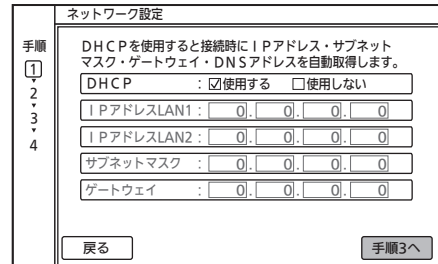 ネットワーク設定
手順
1
2
3
4
DHCPを使用すると接続時にIPアドレス・サブネット
マスク・ゲートウェイ・DNSアドレスを自動取得します。
DHCP : ☑使用する □使用しない
IPアドレスLAN1: 0. 0. 0. 0
IPアドレスLAN2: 0. 0. 0. 0
サブネットマスク : 0. 0. 0. 0
ゲートウェイ : 0. 0. 0. 0
戻る
手順3へ